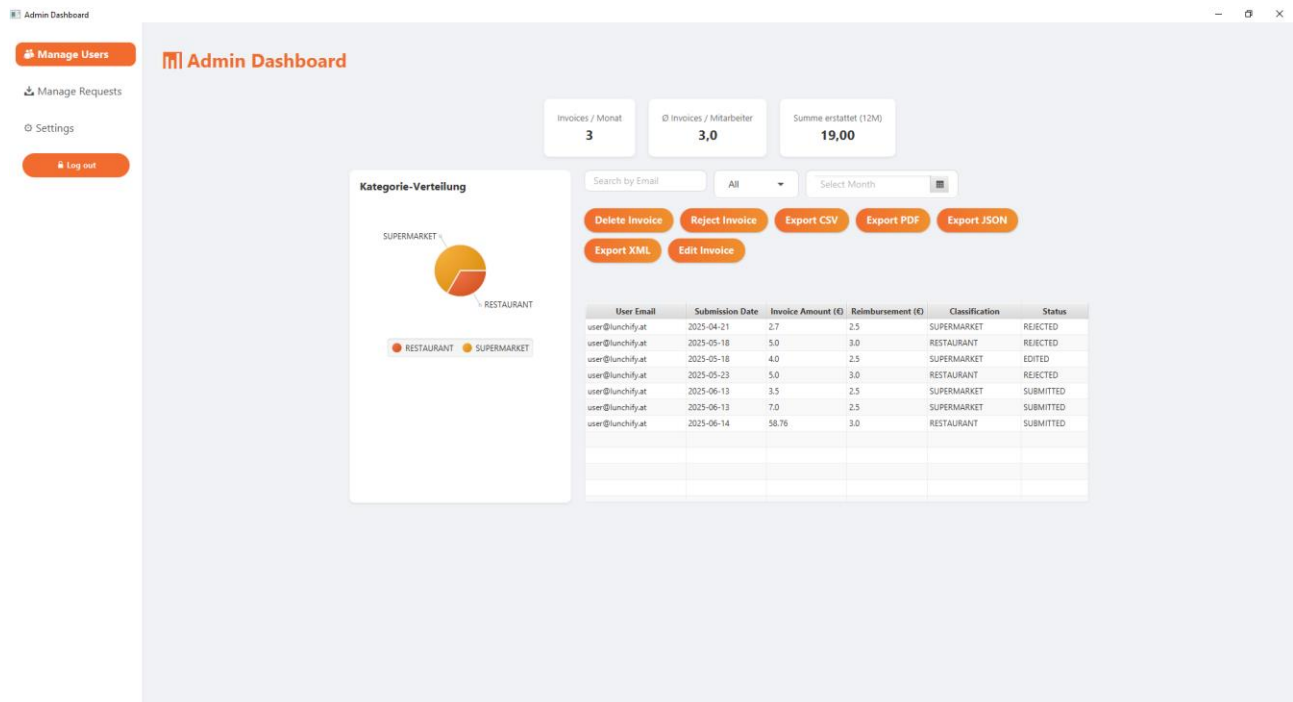 Admin Dashboard
Manage Users
Manage Requests
Settings
Log out
Admin Dashboard
Invoices / Monat
3
Ø Invoices / Mitarbeiter
3,0
Summe erstattet (12M)
19,00
Kategorie-Verteilung
SUPERMARKET
RESTAURANT
RESTAURANT SUPERMARKET
Search by Email All Select Month
Delete Invoice Reject Invoice Export CSV Export PDF Export JSON
Export XML Edit Invoice
User Email Submission Date Invoice Amount (€) Reimbursement (€) Classification Status
user@lunchify.at 2025-04-21 2.7 2.5 SUPERMARKET REJECTED
user@lunchify.at 2025-05-18 5.0 3.0 RESTAURANT REJECTED
user@lunchify.at 2025-05-18 4.0 2.5 SUPERMARKET EDITED
user@lunchify.at 2025-05-23 5.0 3.0 RESTAURANT REJECTED
user@lunchify.at 2025-06-13 3.5 2.5 SUPERMARKET SUBMITTED
user@lunchify.at 2025-06-13 7.0 2.5 SUPERMARKET SUBMITTED
user@lunchify.at 2025-06-14 58.76 3.0 RESTAURANT SUBMITTED